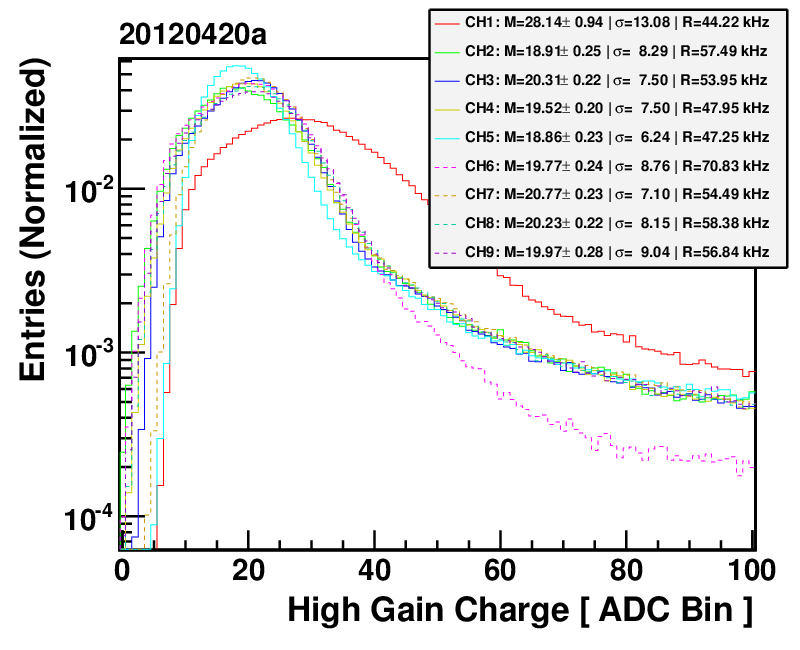 20120420a
CH1: M=28.14± 0.94 | σ=13.08 | R=44.22 kHz
CH2: M=18.91± 0.25 | σ= 8.29 | R=57.49 kHz
CH3: M=20.31± 0.22 | σ= 7.50 | R=53.95 kHz
CH4: M=19.52± 0.20 | σ= 7.50 | R=47.95 kHz
CH5: M=18.86± 0.23 | σ= 6.24 | R=47.25 kHz
CH6: M=19.77± 0.24 | σ= 8.76 | R=70.83 kHz
CH7: M=20.77± 0.23 | σ= 7.10 | R=54.49 kHz
CH8: M=20.23± 0.22 | σ= 8.15 | R=58.38 kHz
CH9: M=19.97± 0.28 | σ= 9.04 | R=56.84 kHz
Entries (Normalized)
10⁻²
10⁻³
10⁻⁴
0 20 40 60 80 100
High Gain Charge [ ADC Bin ]